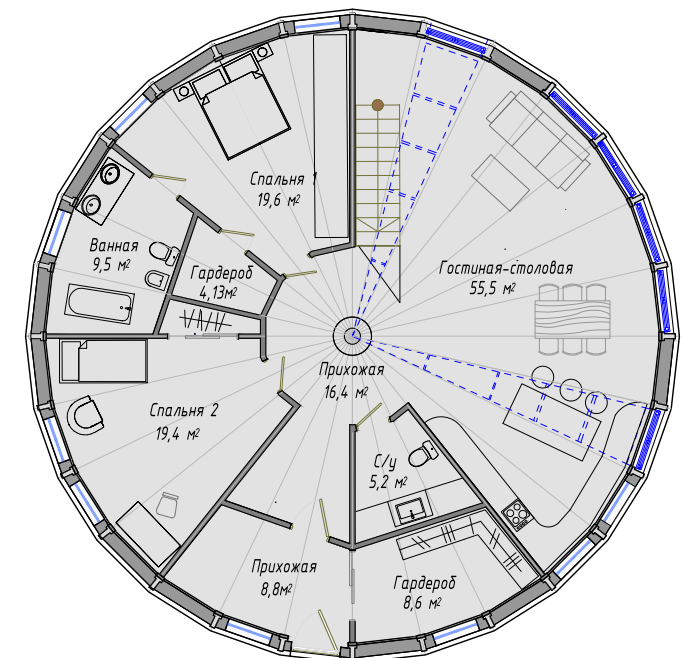 Спальня 1
19,6 м²
Ванная
9,5 м²
Гардероб
4,13м²
Гостиная-столовая
55,5 м²
Прихожая
16,4 м²
Спальня 2
19,4 м²
С/у
5,2 м²
Прихожая
8,8м²
Гардероб
8,6 м²